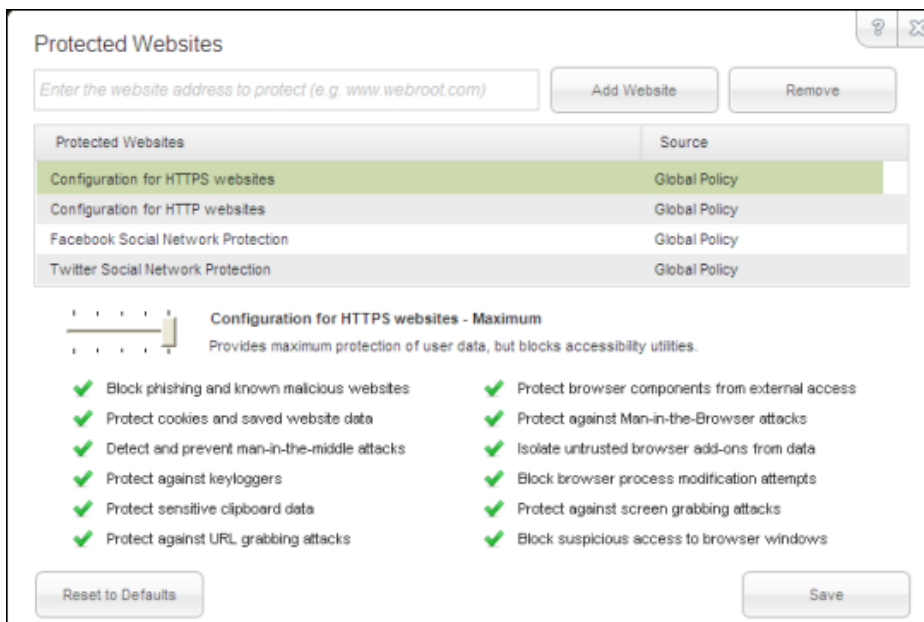 Protected Websites
Enter the website address to protect (e.g. www.webroot.com)
Add Website
Remove
Protected Websites Source
Configuration for HTTPS websites Global Policy
Configuration for HTTP websites Global Policy
Facebook Social Network Protection Global Policy
Twitter Social Network Protection Global Policy
Configuration for HTTPS websites - Maximum
Provides maximum protection of user data, but blocks accessibility utilities.
Block phishing and known malicious websites
Protect cookies and saved website data
Detect and prevent man-in-the-middle attacks
Protect against keyloggers
Protect sensitive clipboard data
Protect against URL grabbing attacks
Protect browser components from external access
Protect against Man-in-the-Browser attacks
Isolate untrusted browser add-ons from data
Block browser process modification attempts
Protect against screen grabbing attacks
Block suspicious access to browser windows
Reset to Defaults
Save